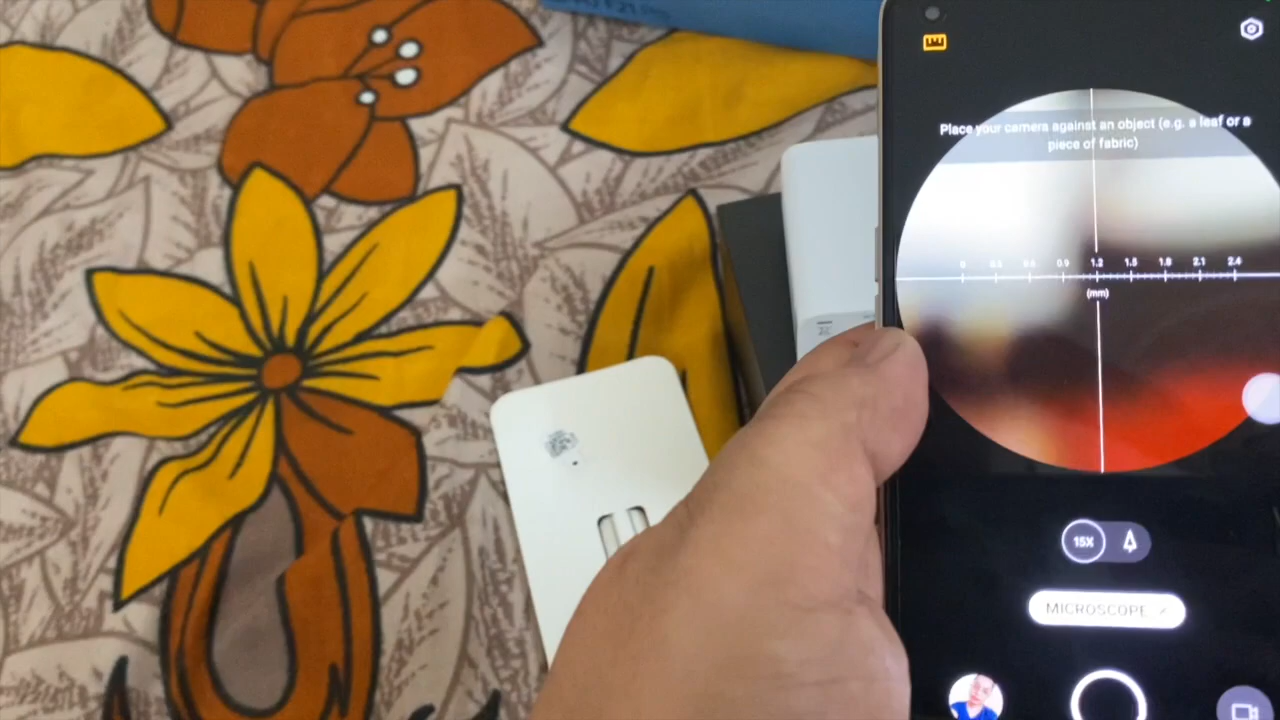 Place your camera against an object (e.g. a leaf or a
piece of fabric)
0 0.3 0.6 0.9 1.2 1.5 1.8 2.1 2.4
(mm)
15X
MICROSCOPE